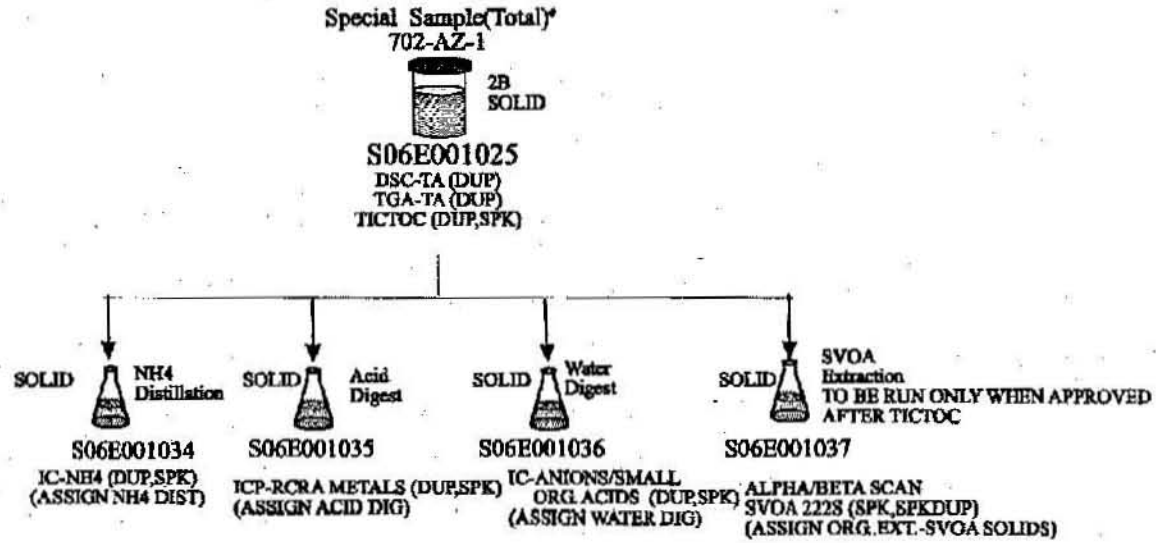 Special Sample(Total)*
702-AZ-1
2B
SOLID
S06E001025
DSC-TA (DUP)
TGA-TA (DUP)
TICTOC (DUP,SPK)
SOLID
NH4
Distillation
S06E001034
IC-NH4 (DUP,SPK)
(ASSIGN NH4 DIST)
SOLID
Acid
Digest
S06E001035
ICP-RCRA METALS (DUP,SPK)
(ASSIGN ACID DIG)
SOLID
Water
Digest
S06E001036
IC-ANIONS/SMALL
ORG. ACIDS (DUP,SPK)
(ASSIGN WATER DIG)
SOLID
SVOA
Extraction
TO BE RUN ONLY WHEN APPROVED
AFTER TICTOC
S06E001037
ALPHA/BETA SCAN
SVOA 2228 (SPK,SPKDUP)
(ASSIGN ORG.EXT.-SVOA SOLIDS)